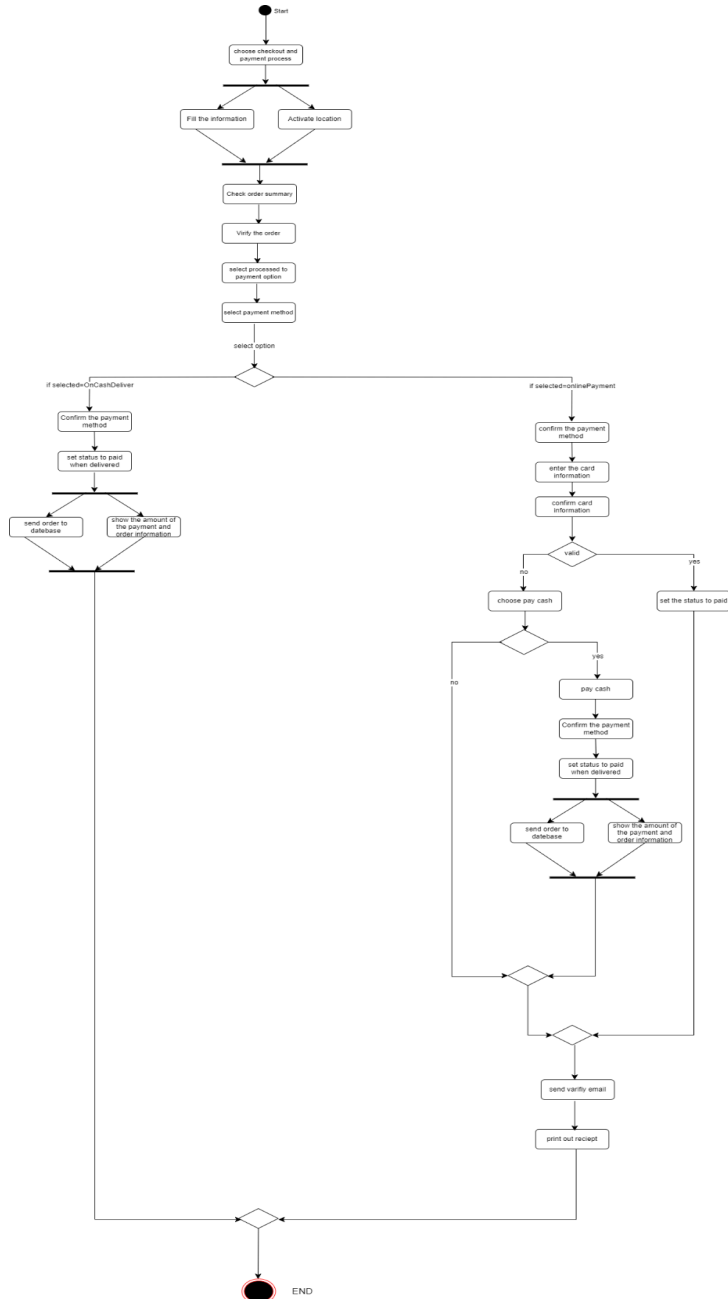 Start
choose checkout and
payment process
Fill the information
Activate location
Check order summary
Virify the order
select processed to
payment option
select payment method
select option
if selected=OnCashDeliver
if selected=onlinePayment
Confirm the payment
method
confirm the payment
method
set status to paid
when delivered
enter the card
information
confirm card
information
send order to
datebase
show the amount of
the payment and
order information
valid
no
yes
choose pay cash
set the status to paid
no
yes
pay cash
Confirm the payment
method
set status to paid
when delivered
send order to
datebase
show the amount of
the payment and
order information
send varifly email
print out reciept
END